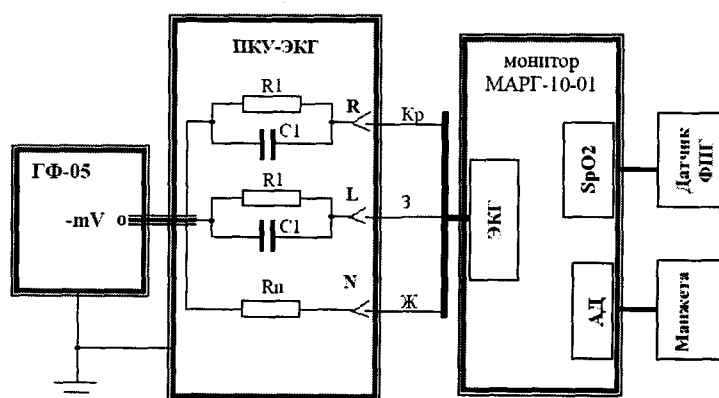 ПКУ-ЭКГ
R1
R
C1
Кр
ГФ-05
-mV
R1
L
C1
З
Rп
N
Ж
монитор
МАРГ-10-01
ЭКГ
SpO2
АД
Датчик
ФПГ
Манжета